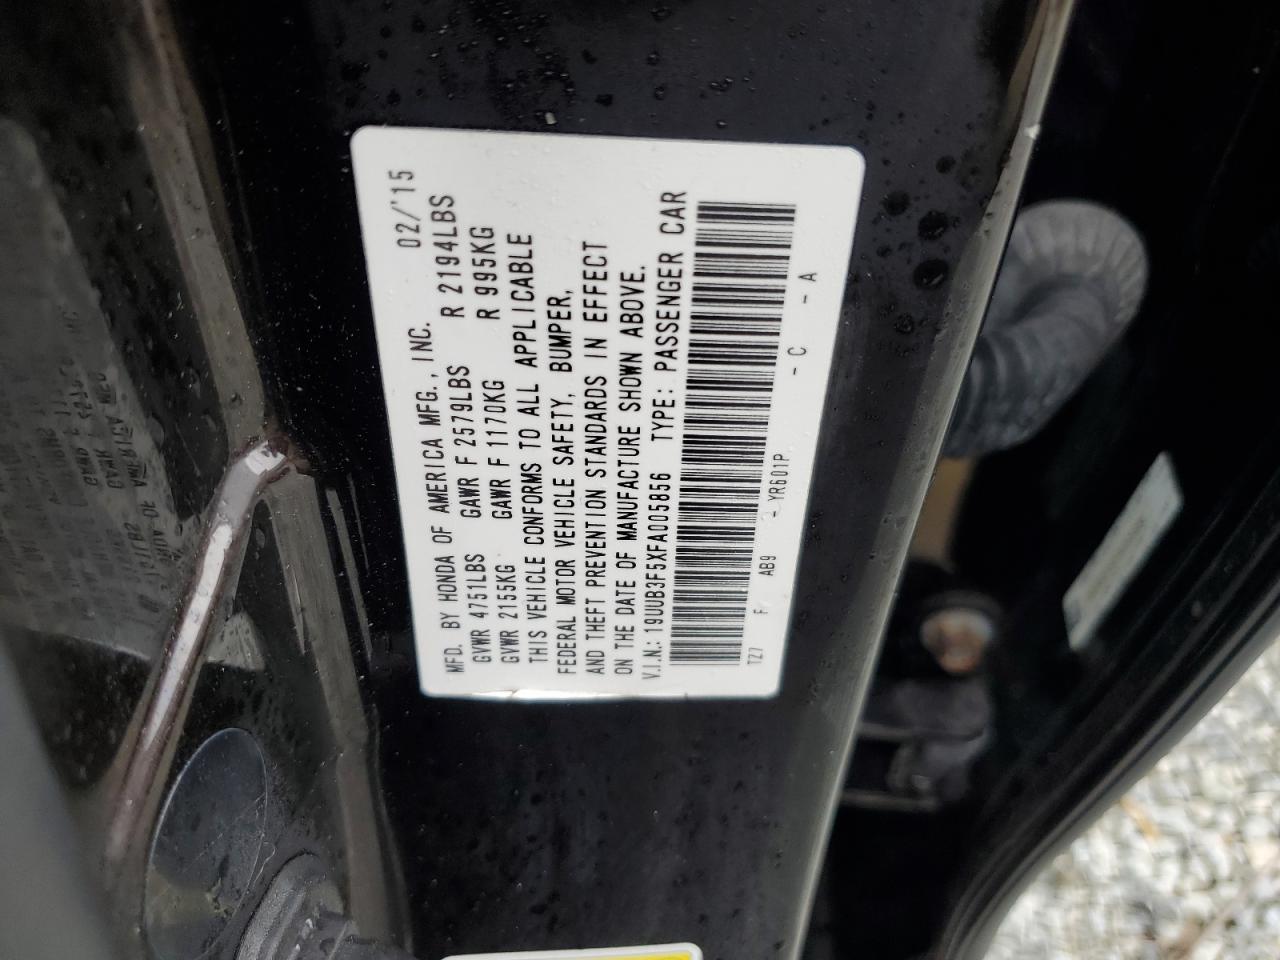 MFD. BY HONDA OF AMERICA MFG., INC. 02/'15
GVWR 4751LBS GAWR F 2579LBS R 2194LBS
GVWR 2155KG GAWR F 1170KG R 995KG
THIS VEHICLE CONFORMS TO ALL APPLICABLE
FEDERAL MOTOR VEHICLE SAFETY, BUMPER,
AND THEFT PREVENTION STANDARDS IN EFFECT
ON THE DATE OF MANUFACTURE SHOWN ABOVE.
V.I.N.: 19UUB3F5XFA005856 TYPE: PASSENGER CAR
TZ7 F AB9 - YR601P - C - A